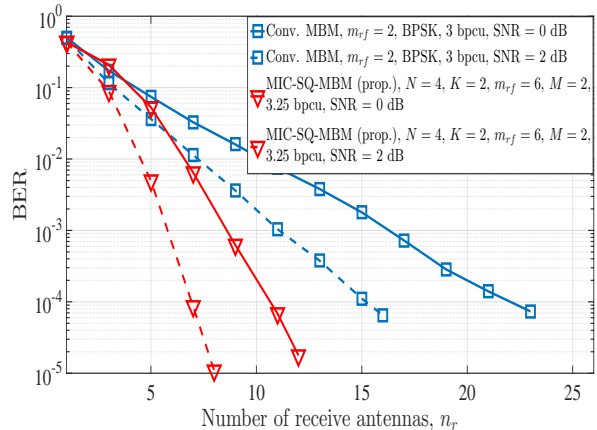 10^0
10^-1
10^-2
10^-3
10^-4
10^-5
BER
Conv. MBM, m_rf = 2, BPSK, 3 bpcu, SNR = 0 dB
Conv. MBM, m_rf = 2, BPSK, 3 bpcu, SNR = 2 dB
MIC-SQ-MBM (prop.), N = 4, K = 2, m_rf = 6, M = 2,
3.25 bpcu, SNR = 0 dB
MIC-SQ-MBM (prop.), N = 4, K = 2, m_rf = 6, M = 2,
3.25 bpcu, SNR = 2 dB
5 10 15 20 25
Number of receive antennas, n_r